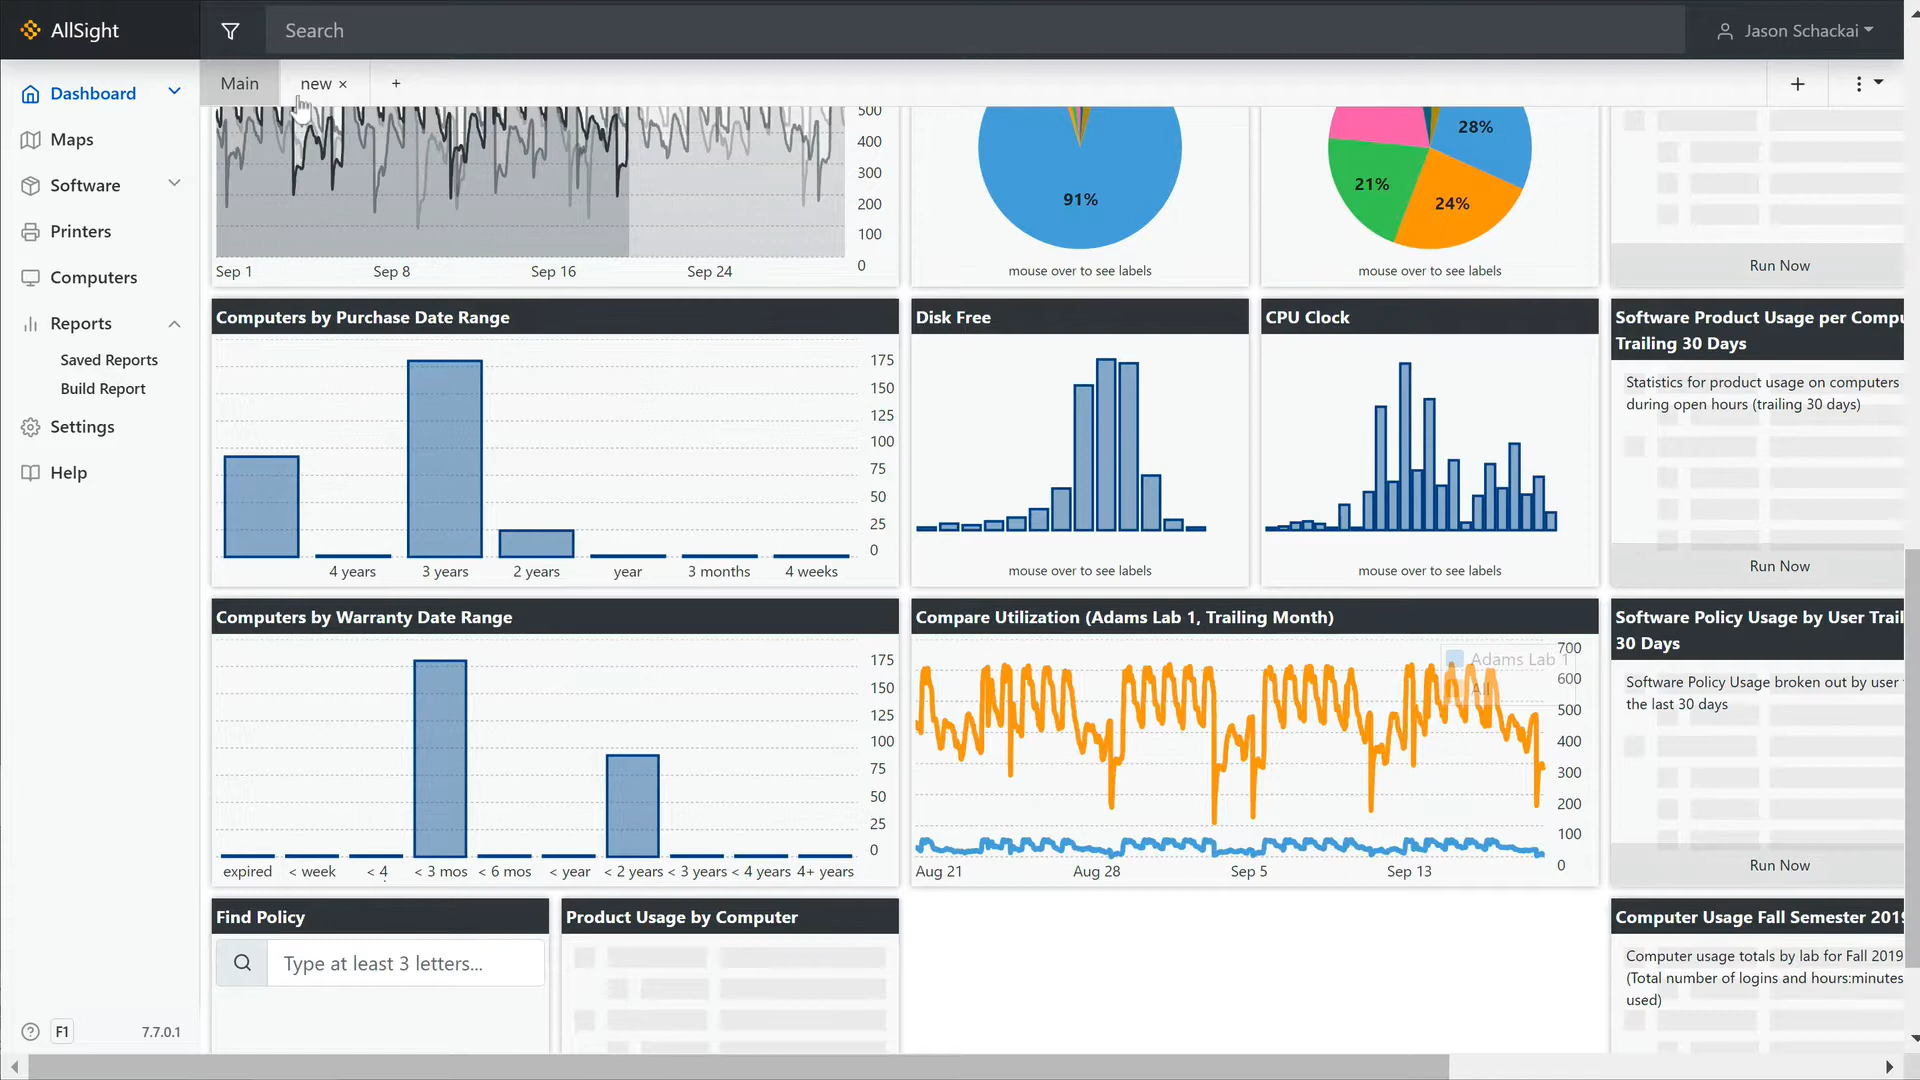 AllSight
Search
Jason Schackai
Dashboard
Maps
Software
Printers
Computers
Reports
Saved Reports
Build Report
Settings
Help
F1
7.7.0.1
Main
new ×
+
+
500
400
300
200
100
0
Sep 1
Sep 8
Sep 16
Sep 24
91%
mouse over to see labels
28%
21%
24%
mouse over to see labels
Run Now
Computers by Purchase Date Range
175
150
125
100
75
50
25
0
4 years
3 years
2 years
year
3 months
4 weeks
Disk Free
mouse over to see labels
CPU Clock
mouse over to see labels
Software Product Usage per Compu
Trailing 30 Days
Statistics for product usage on computers
during open hours (trailing 30 days)
Run Now
Computers by Warranty Date Range
175
150
125
100
75
50
25
0
expired
< week
< 4
< 3 mos
< 6 mos
< year
< 2 years
< 3 years
< 4 years
4+ years
Compare Utilization (Adams Lab 1, Trailing Month)
Adams Lab 1
All
700
600
500
400
300
200
100
0
Aug 21
Aug 28
Sep 5
Sep 13
Software Policy Usage by User Trail
30 Days
Software Policy Usage broken out by user
the last 30 days
Run Now
Find Policy
Type at least 3 letters...
Product Usage by Computer
Computer Usage Fall Semester 2019
Computer usage totals by lab for Fall 2019
(Total number of logins and hours:minutes
used)